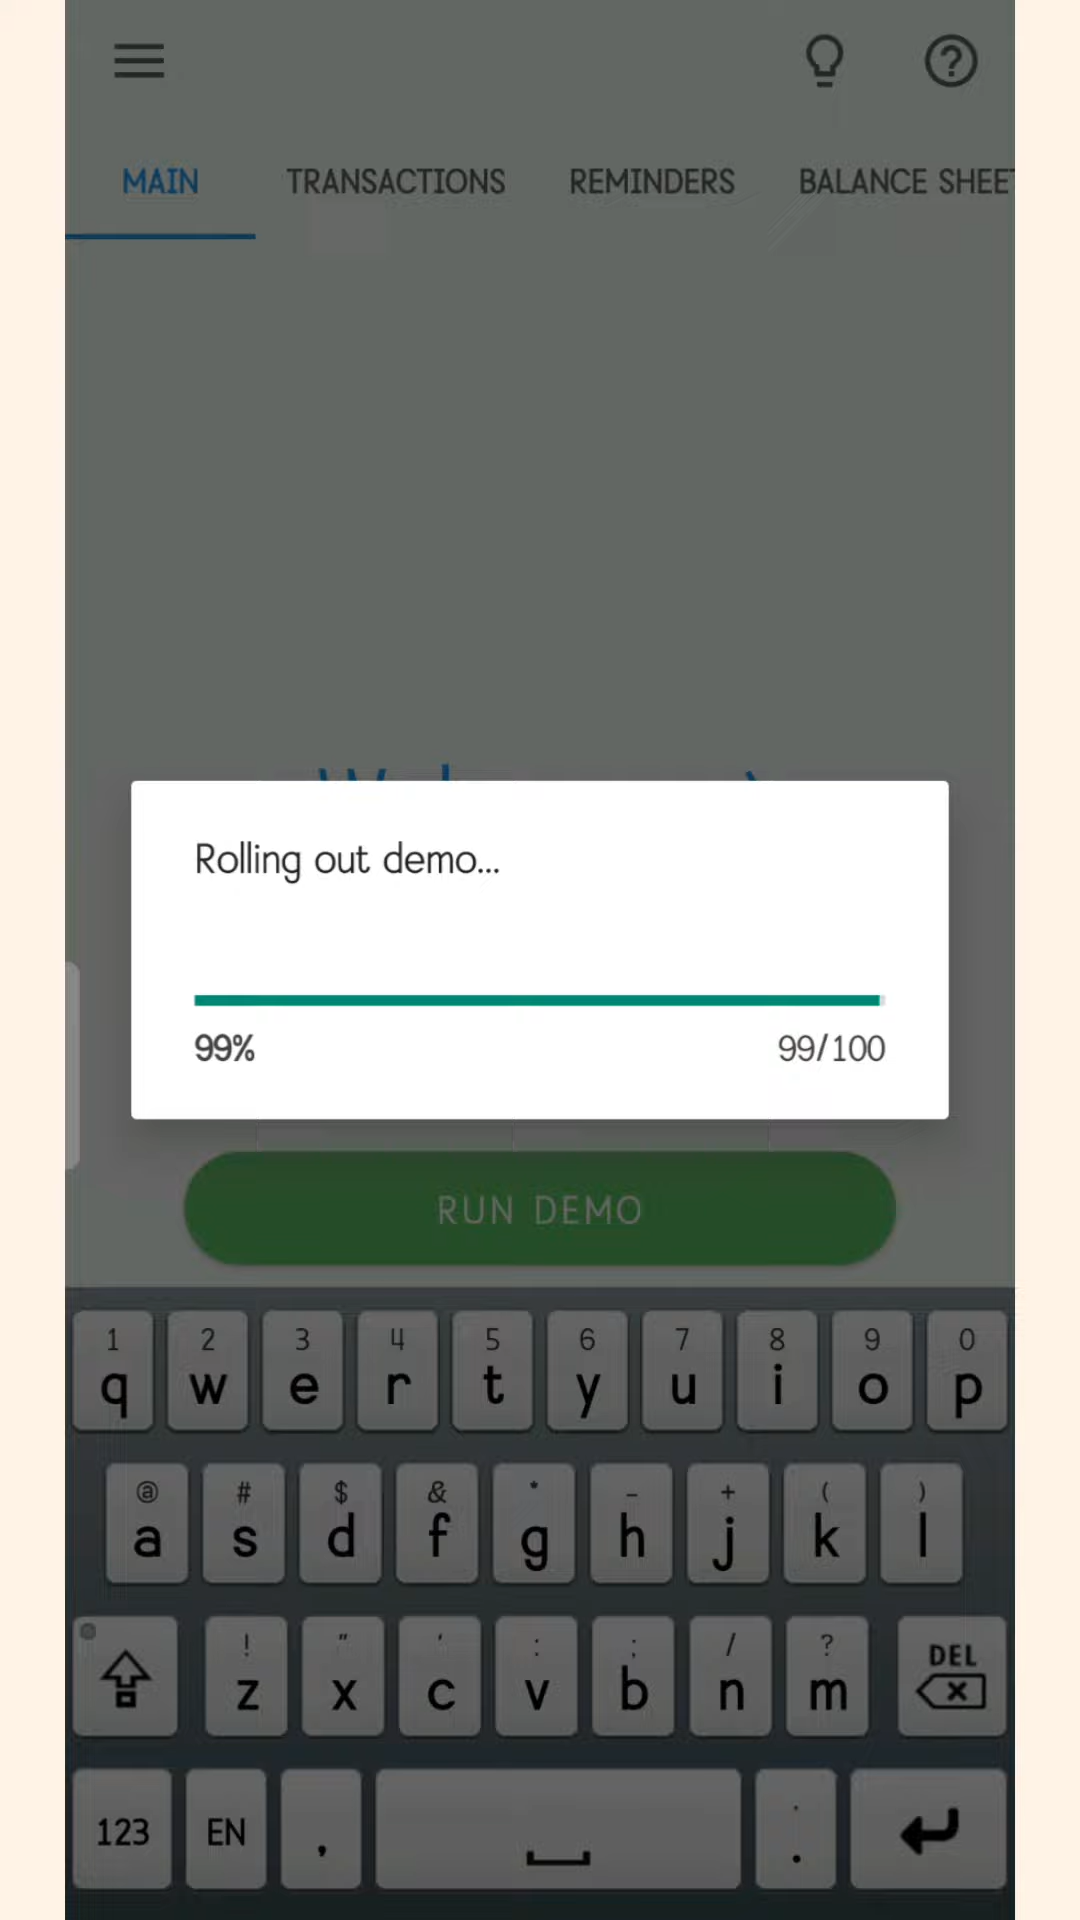 MAIN TRANSACTIONS REMINDERS BALANCE SHEET
Rolling out demo...
99% 99/100
RUN DEMO
1 2 3 4 5 6 7 8 9 0
q w e r t y u i o p
@ # $ & * - + ( )
a s d f g h j k l
! " ' : ; / ?
z x c v b n m DEL
123 EN , .